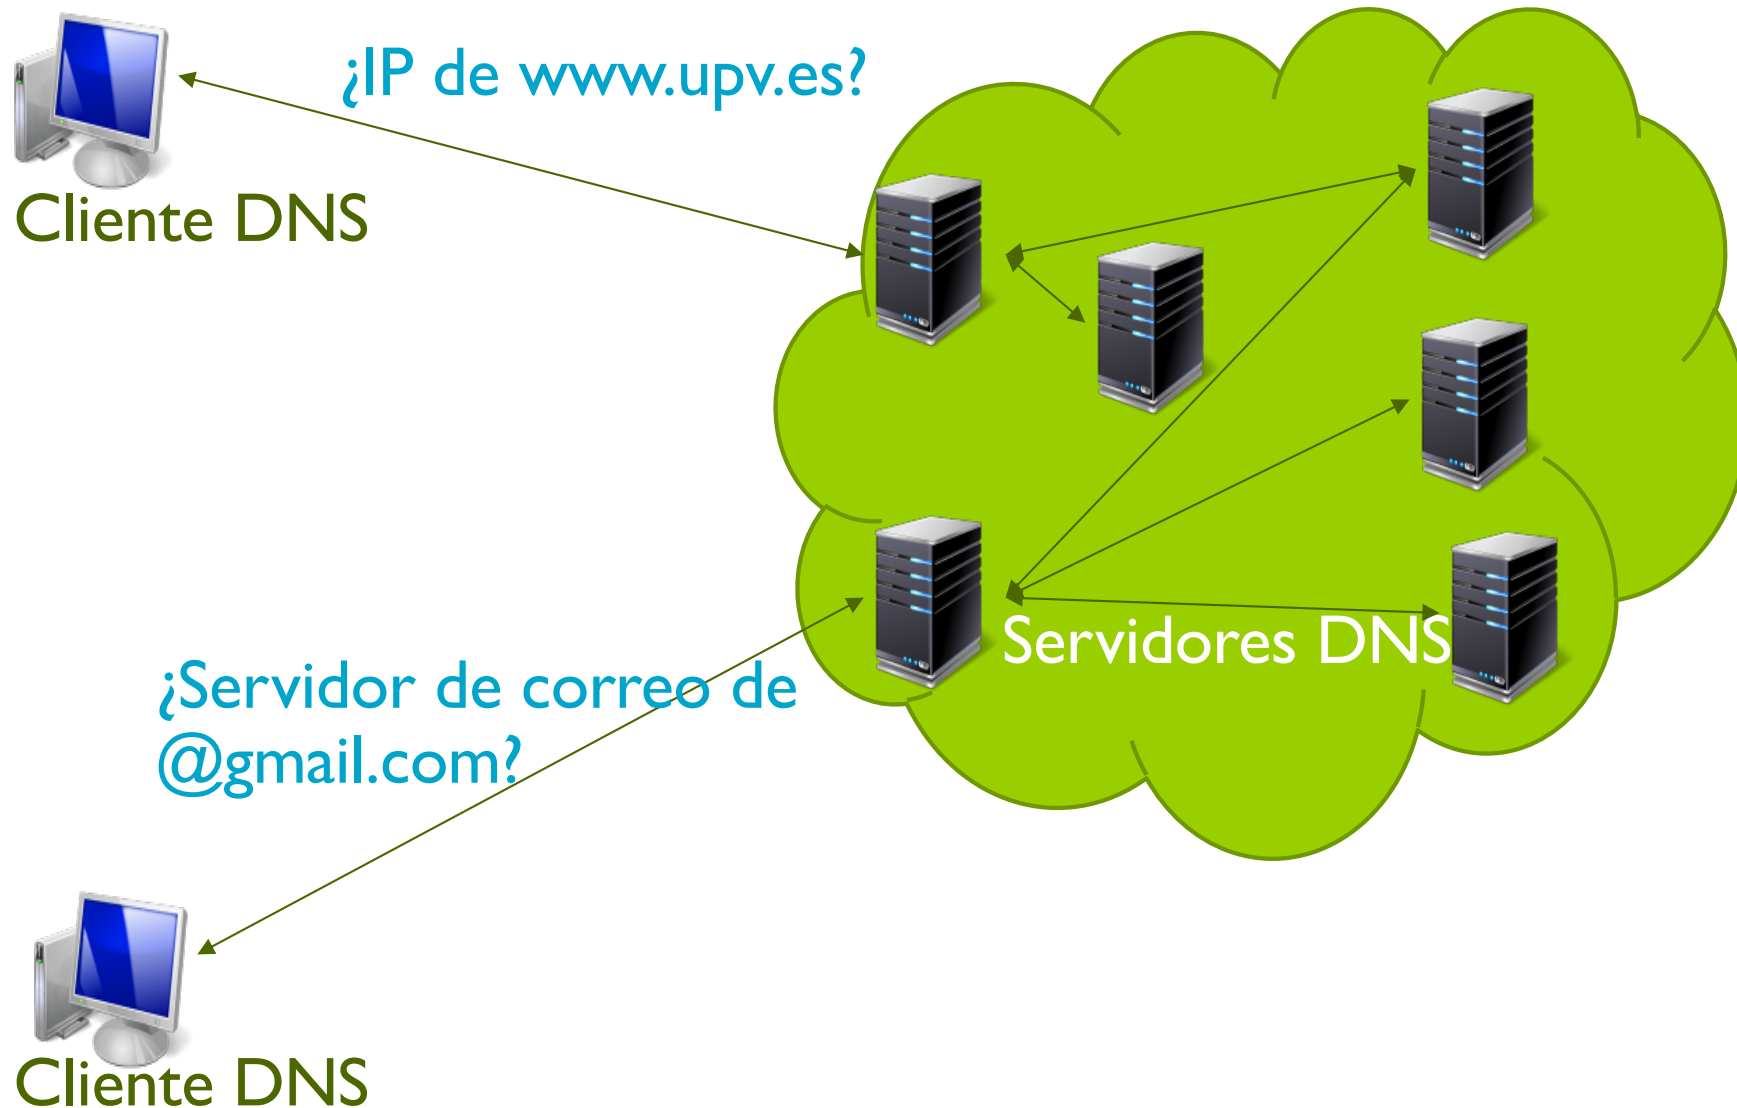 ¿IP de www.upv.es?
Cliente DNS
Servidores DNS
¿Servidor de correo de
@gmail.com?
Cliente DNS